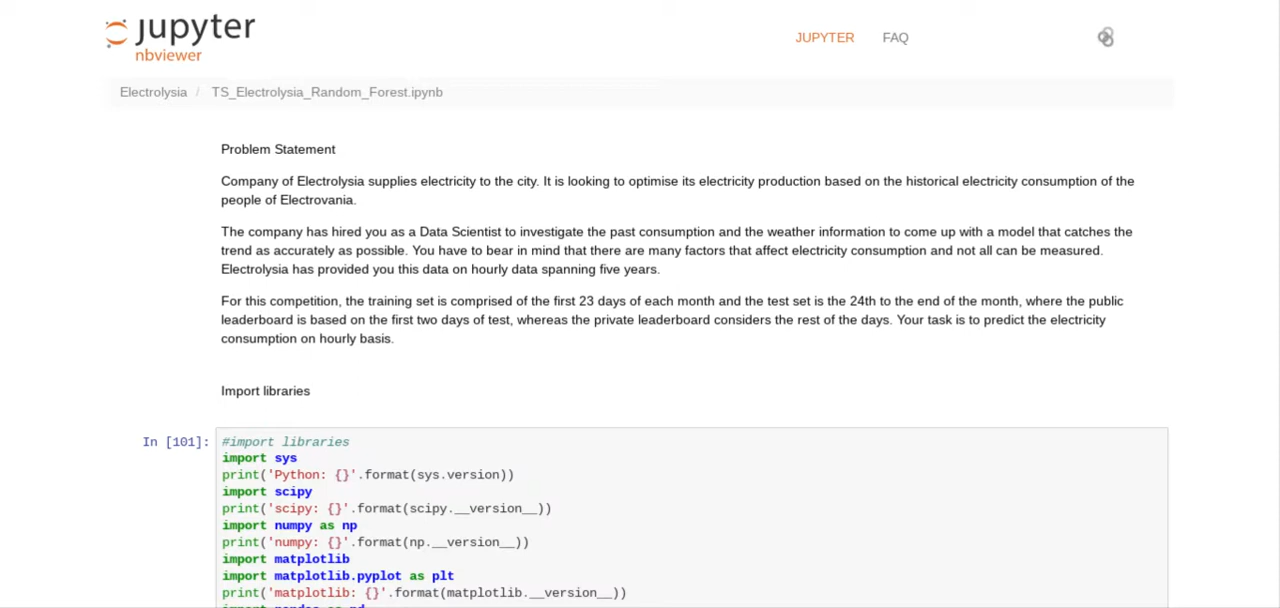 jupyter
nbviewer
JUPYTER FAQ
Electrolysia / TS_Electrolysia_Random_Forest.ipynb
Problem Statement
Company of Electrolysia supplies electricity to the city. It is looking to optimise its electricity production based on the historical electricity consumption of the
people of Electrovania.
The company has hired you as a Data Scientist to investigate the past consumption and the weather information to come up with a model that catches the
trend as accurately as possible. You have to bear in mind that there are many factors that affect electricity consumption and not all can be measured.
Electrolysia has provided you this data on hourly data spanning five years.
For this competition, the training set is comprised of the first 23 days of each month and the test set is the 24th to the end of the month, where the public
leaderboard is based on the first two days of test, whereas the private leaderboard considers the rest of the days. Your task is to predict the electricity
consumption on hourly basis.
Import libraries
In [101]: #import libraries
import sys
print('Python: {}'.format(sys.version))
import scipy
print('scipy: {}'.format(scipy.__version__))
import numpy as np
print('numpy: {}'.format(np.__version__))
import matplotlib
import matplotlib.pyplot as plt
print('matplotlib: {}'.format(matplotlib.__version__))
import pandas as pd